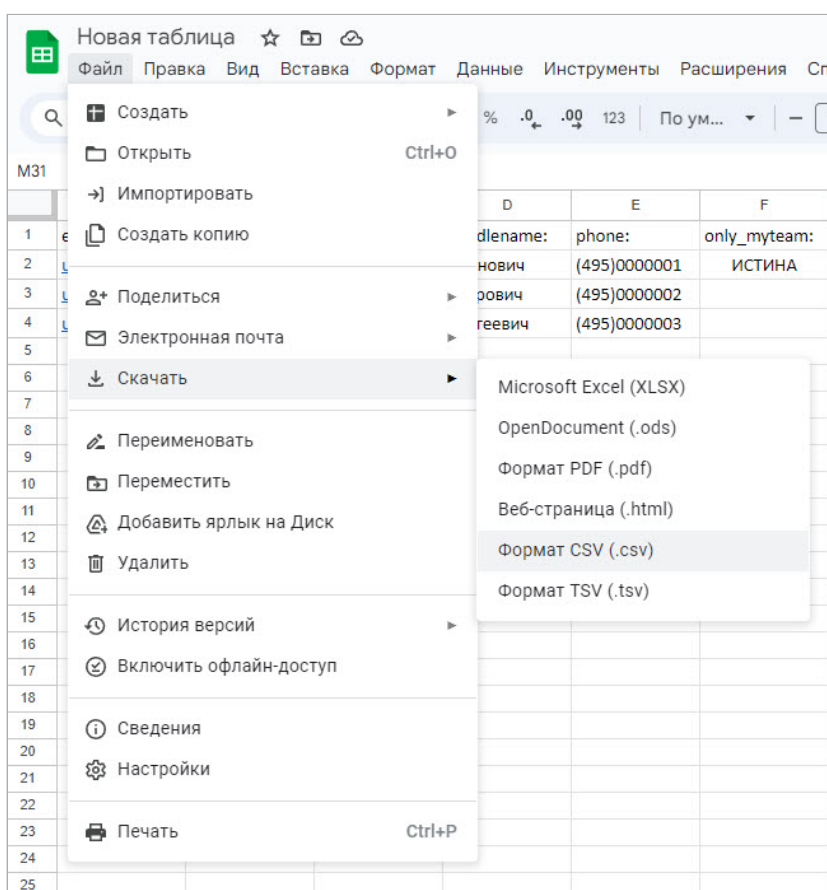 Новая таблица
Файл Правка Вид Вставка Формат Данные Инструменты Расширения
% .0 .00 123 По ум...
M31
Создать
Открыть Ctrl+O
Импортировать
Создать копию
Поделиться
Электронная почта
Скачать
Переименовать
Переместить
Добавить ярлык на Диск
Удалить
История версий
Включить офлайн-доступ
Сведения
Настройки
Печать Ctrl+P
Microsoft Excel (XLSX)
OpenDocument (.ods)
Формат PDF (.pdf)
Веб-страница (.html)
Формат CSV (.csv)
Формат TSV (.tsv)
D E F
1 dlename: phone: only_myteam:
2 нович (495)0000001 ИСТИНА
3 рович (495)0000002
4 геевич (495)0000003
5
6
7
8
9
10
11
12
13
14
15
16
17
18
19
20
21
22
23
24
25